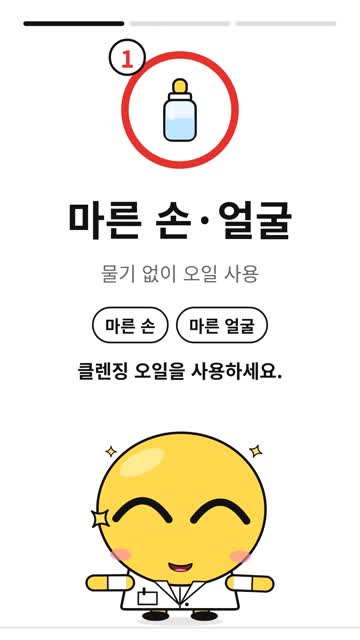 1
마른 손·얼굴
물기 없이 오일 사용
마른 손 마른 얼굴
클렌징 오일을 사용하세요.